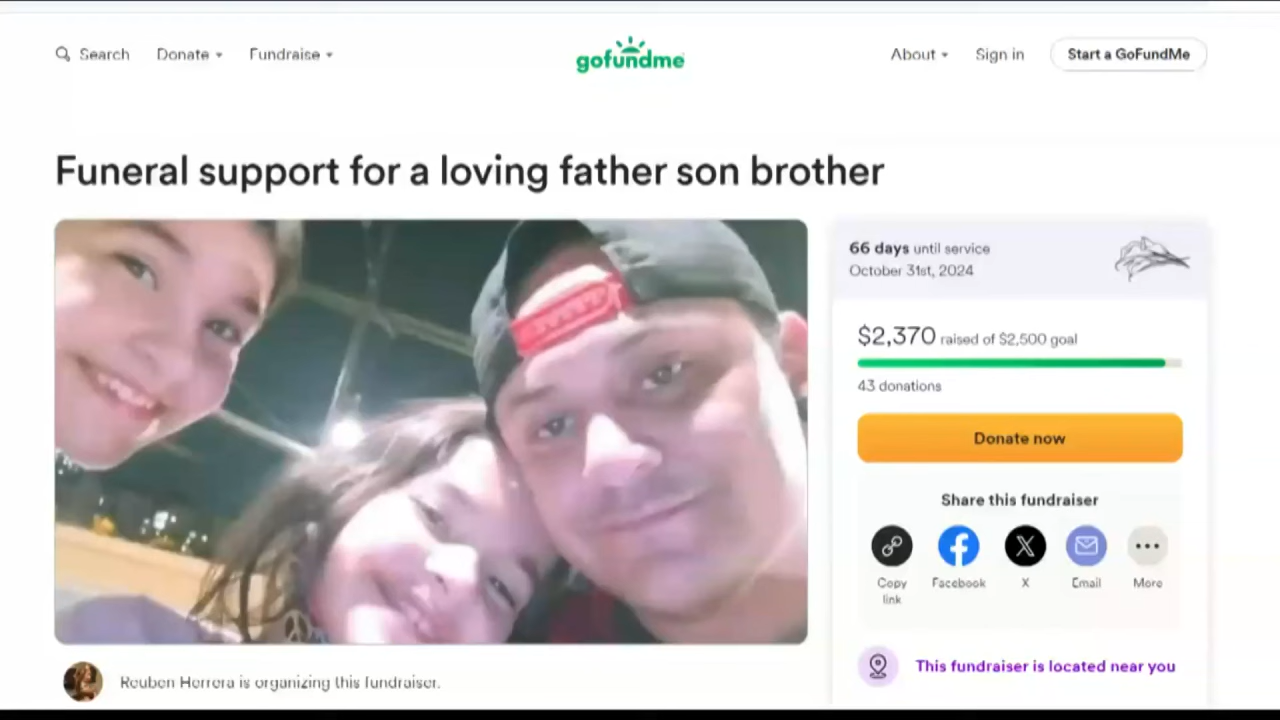 Search Donate Fundraise gofundme About Sign in Start a GoFundMe
Funeral support for a loving father son brother
66 days until service
October 31st, 2024
$2,370 raised of $2,500 goal
43 donations
Donate now
Share this fundraiser
Copy link Facebook X Email More
This fundraiser is located near you
Reuben Herrera is organizing this fundraiser.